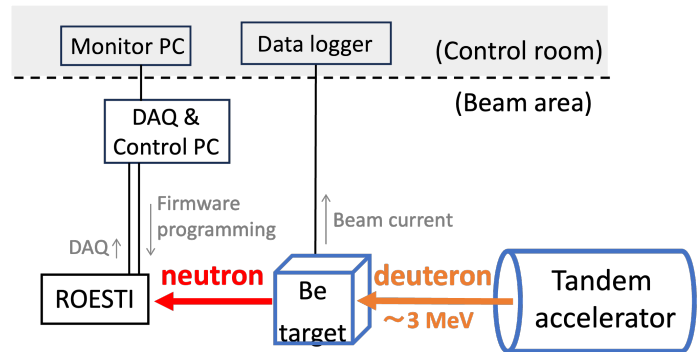 Monitor PC
Data logger
(Control room)
(Beam area)
DAQ &
Control PC
Firmware
programming
DAQ
Beam current
ROESTI
neutron
Be
target
deuteron
～3 MeV
Tandem
accelerator